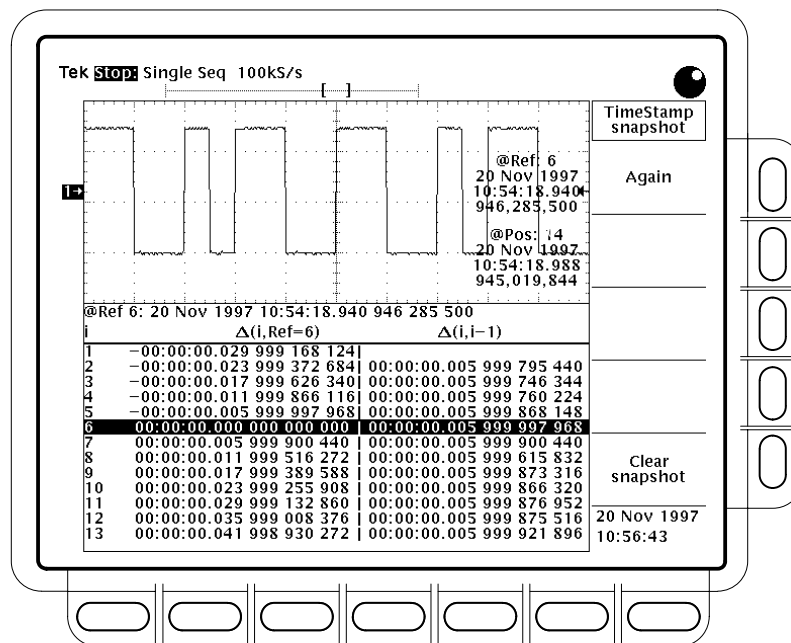 Tek Stop: Single Seq 100kS/s
[ ]
TimeStamp
snapshot
@Ref: 6
20 Nov 1997
10:54:18.940
946,285,500
Again
1→
@Pos: 14
20 Nov 1997
10:54:18.988
945,019,844
@Ref 6: 20 Nov 1997 10:54:18.940 946 285 500
i Δ(i,Ref=6) Δ(i,i−1)
1 −00:00:00.029 999 168 124|
2 −00:00:00.023 999 372 684| 00:00:00.005 999 795 440
3 −00:00:00.017 999 626 340| 00:00:00.005 999 746 344
4 −00:00:00.011 999 866 116| 00:00:00.005 999 760 224
5 −00:00:00.005 999 997 968| 00:00:00.005 999 868 148
6 00:00:00.000 000 000 000 | 00:00:00.005 999 997 968
7 00:00:00.005 999 900 440 | 00:00:00.005 999 900 440
8 00:00:00.011 999 516 272 | 00:00:00.005 999 615 832
9 00:00:00.017 999 389 588 | 00:00:00.005 999 873 316
10 00:00:00.023 999 255 908 | 00:00:00.005 999 866 320
11 00:00:00.029 999 132 860 | 00:00:00.005 999 876 952
12 00:00:00.035 999 008 376 | 00:00:00.005 999 875 516
13 00:00:00.041 998 930 272 | 00:00:00.005 999 921 896
Clear
snapshot
20 Nov 1997
10:56:43